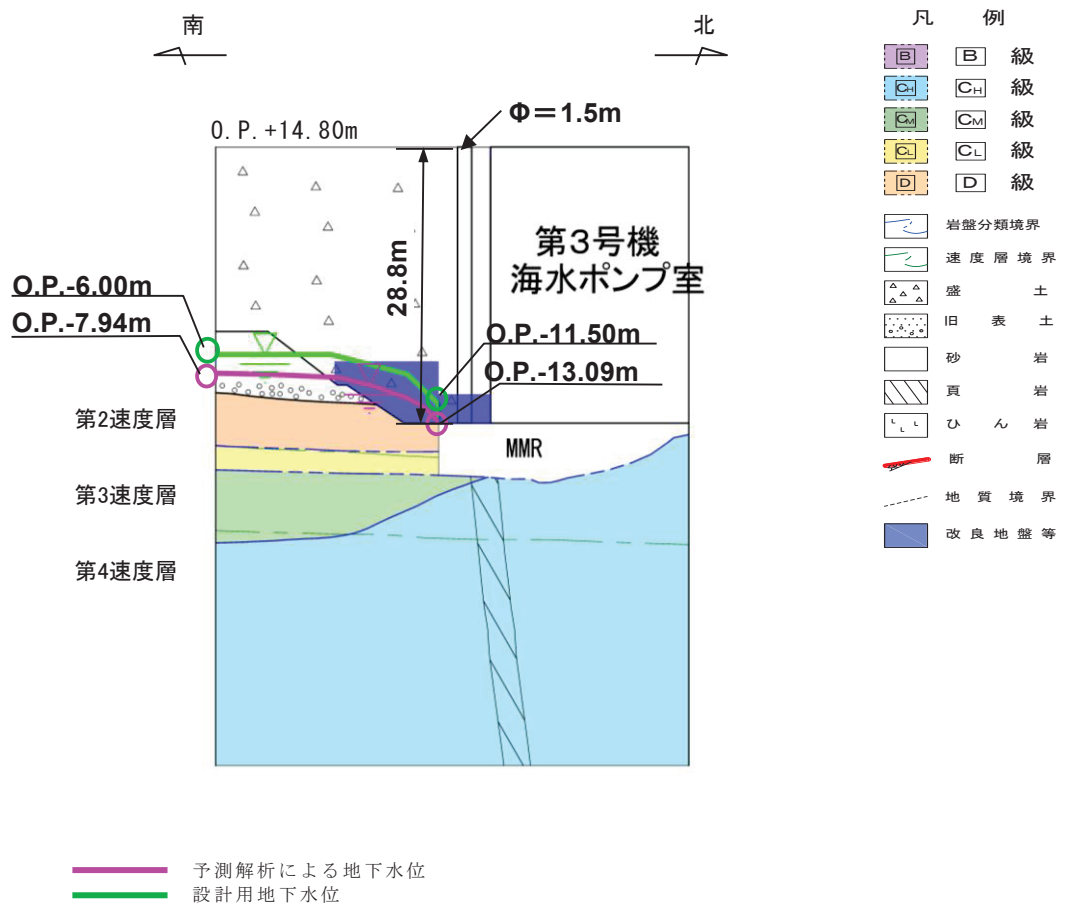 南
北
O.P.+14.80m
Φ＝1.5m
28.8m
第3号機
海水ポンプ室
O.P.-6.00m
O.P.-7.94m
O.P.-11.50m
O.P.-13.09m
第2速度層
MMR
第3速度層
第4速度層
凡 例
B B 級
CH CH 級
CM CM 級
CL CL 級
D D 級
岩盤分類境界
速度層境界
盛土
旧表土
砂岩
頁岩
ひん岩
断層
地質境界
改良地盤等
予測解析による地下水位
設計用地下水位